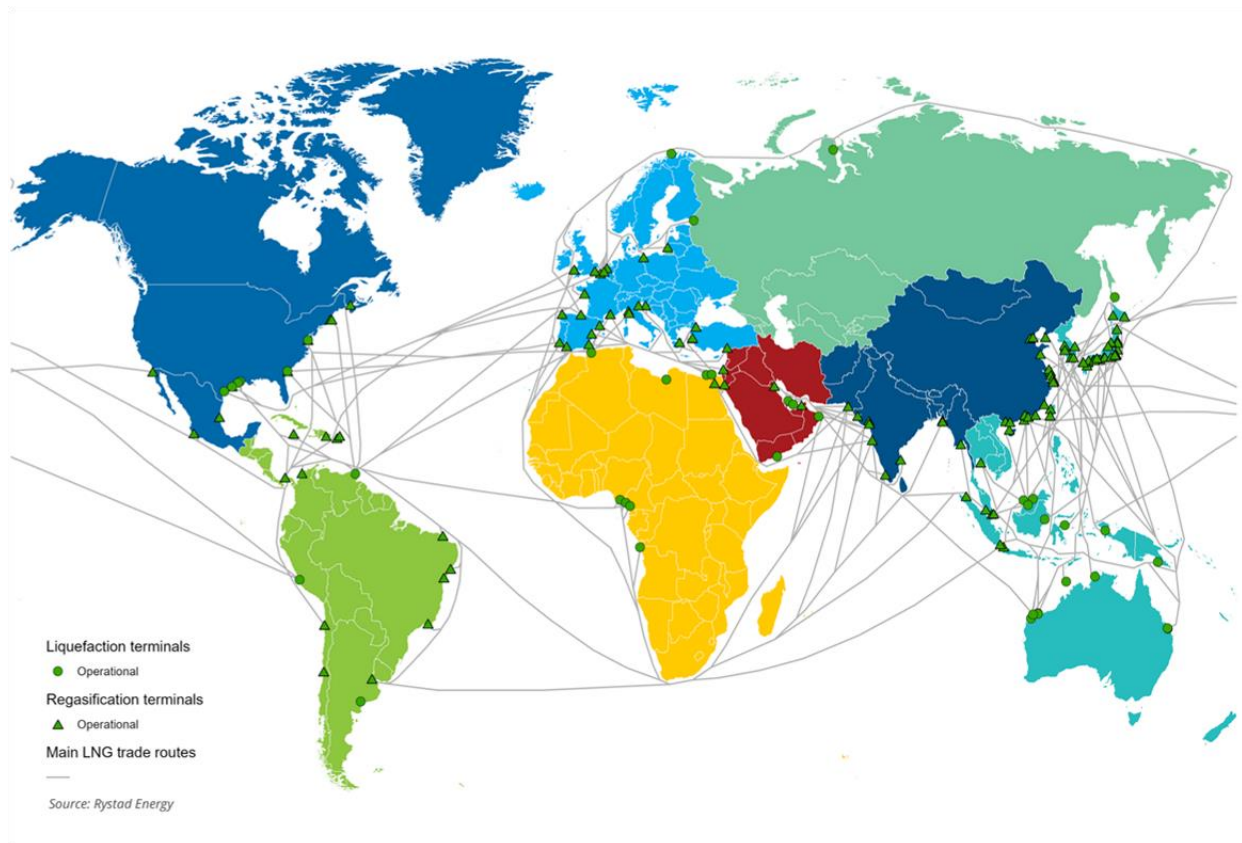 Liquefaction terminals
Operational
Regasification terminals
Operational
Main LNG trade routes
Source: Rystad Energy